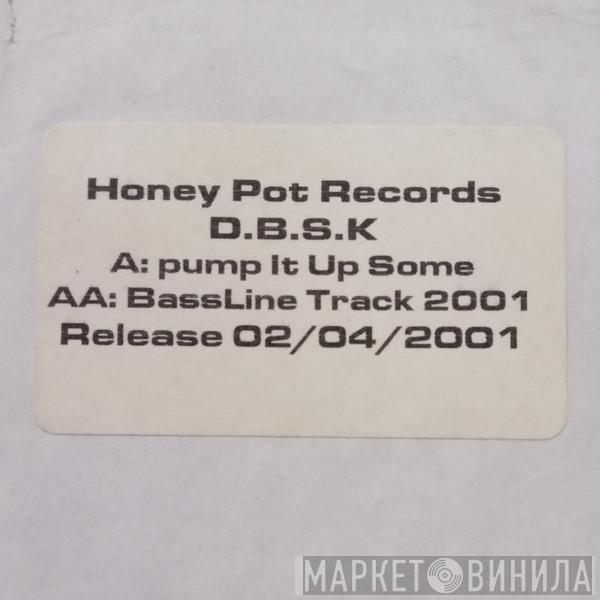 Honey Pot Records
D.B.S.K
A: pump It Up Some
AA: BassLine Track 2001
Release 02/04/2001
МАРКЕТ ВИНИЛА